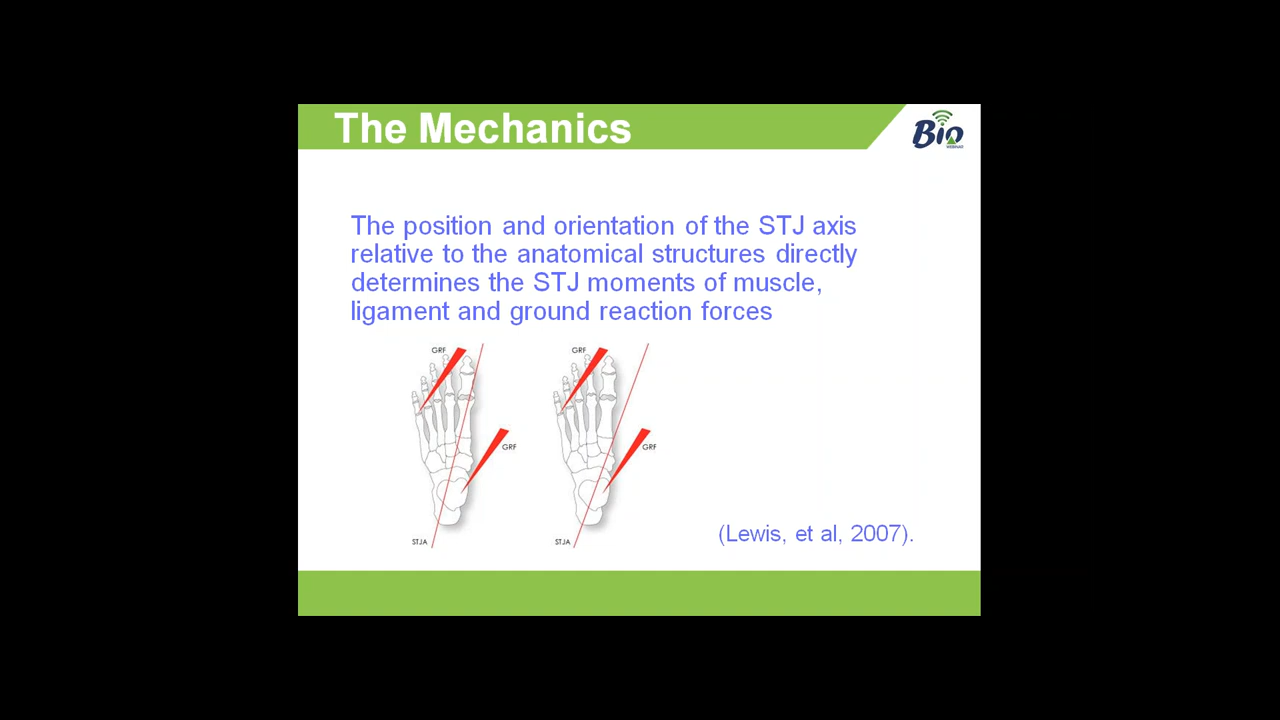 The Mechanics
Bio
WEBINAR
The position and orientation of the STJ axis
relative to the anatomical structures directly
determines the STJ moments of muscle,
ligament and ground reaction forces
GRF GRF
GRF GRF
STJA STJA
(Lewis, et al, 2007).